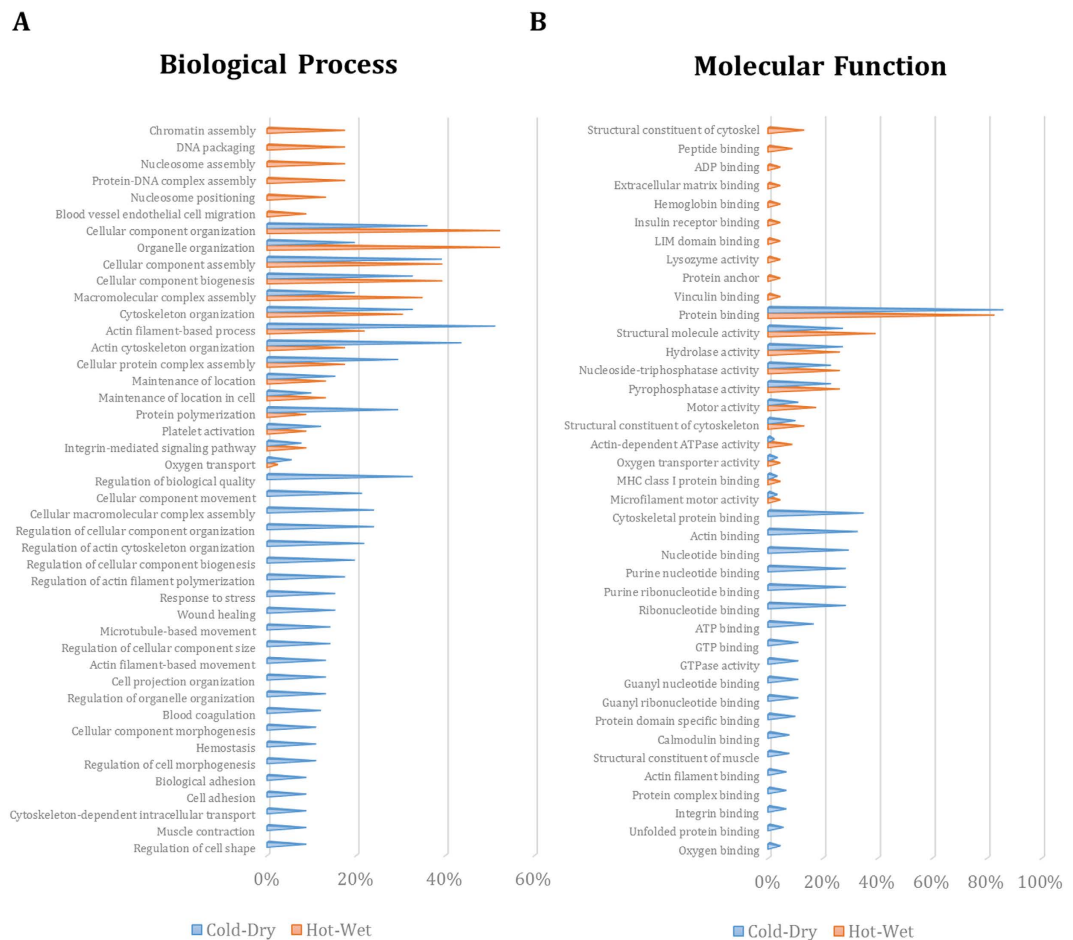 A
Biological Process
Chromatin assembly
DNA packaging
Nucleosome assembly
Protein-DNA complex assembly
Nucleosome positioning
Blood vessel endothelial cell migration
Cellular component organization
Organelle organization
Cellular component assembly
Cellular component biogenesis
Macromolecular complex assembly
Cytoskeleton organization
Actin filament-based process
Actin cytoskeleton organization
Cellular protein complex assembly
Maintenance of location
Maintenance of location in cell
Protein polymerization
Platelet activation
Integrin-mediated signaling pathway
Oxygen transport
Regulation of biological quality
Cellular component movement
Cellular macromolecular complex assembly
Regulation of cellular component organization
Regulation of actin cytoskeleton organization
Regulation of cellular component biogenesis
Regulation of actin filament polymerization
Response to stress
Wound healing
Microtubule-based movement
Regulation of cellular component size
Actin filament-based movement
Cell projection organization
Regulation of organelle organization
Blood coagulation
Cellular component morphogenesis
Hemostasis
Regulation of cell morphogenesis
Biological adhesion
Cell adhesion
Cytoskeleton-dependent intracellular transport
Muscle contraction
Regulation of cell shape
0% 20% 40% 60%
Cold-Dry Hot-Wet
B
Molecular Function
Structural constituent of cytoskel
Peptide binding
ADP binding
Extracellular matrix binding
Hemoglobin binding
Insulin receptor binding
LIM domain binding
Lysozyme activity
Protein anchor
Vinculin binding
Protein binding
Structural molecule activity
Hydrolase activity
Nucleoside-triphosphatase activity
Pyrophosphatase activity
Motor activity
Structural constituent of cytoskeleton
Actin-dependent ATPase activity
Oxygen transporter activity
MHC class I protein binding
Microfilament motor activity
Cytoskeletal protein binding
Actin binding
Nucleotide binding
Purine nucleotide binding
Purine ribonucleotide binding
Ribonucleotide binding
ATP binding
GTP binding
GTPase activity
Guanyl nucleotide binding
Guanyl ribonucleotide binding
Protein domain specific binding
Calmodulin binding
Structural constituent of muscle
Actin filament binding
Protein complex binding
Integrin binding
Unfolded protein binding
Oxygen binding
0% 20% 40% 60% 80% 100%
Cold-Dry Hot-Wet